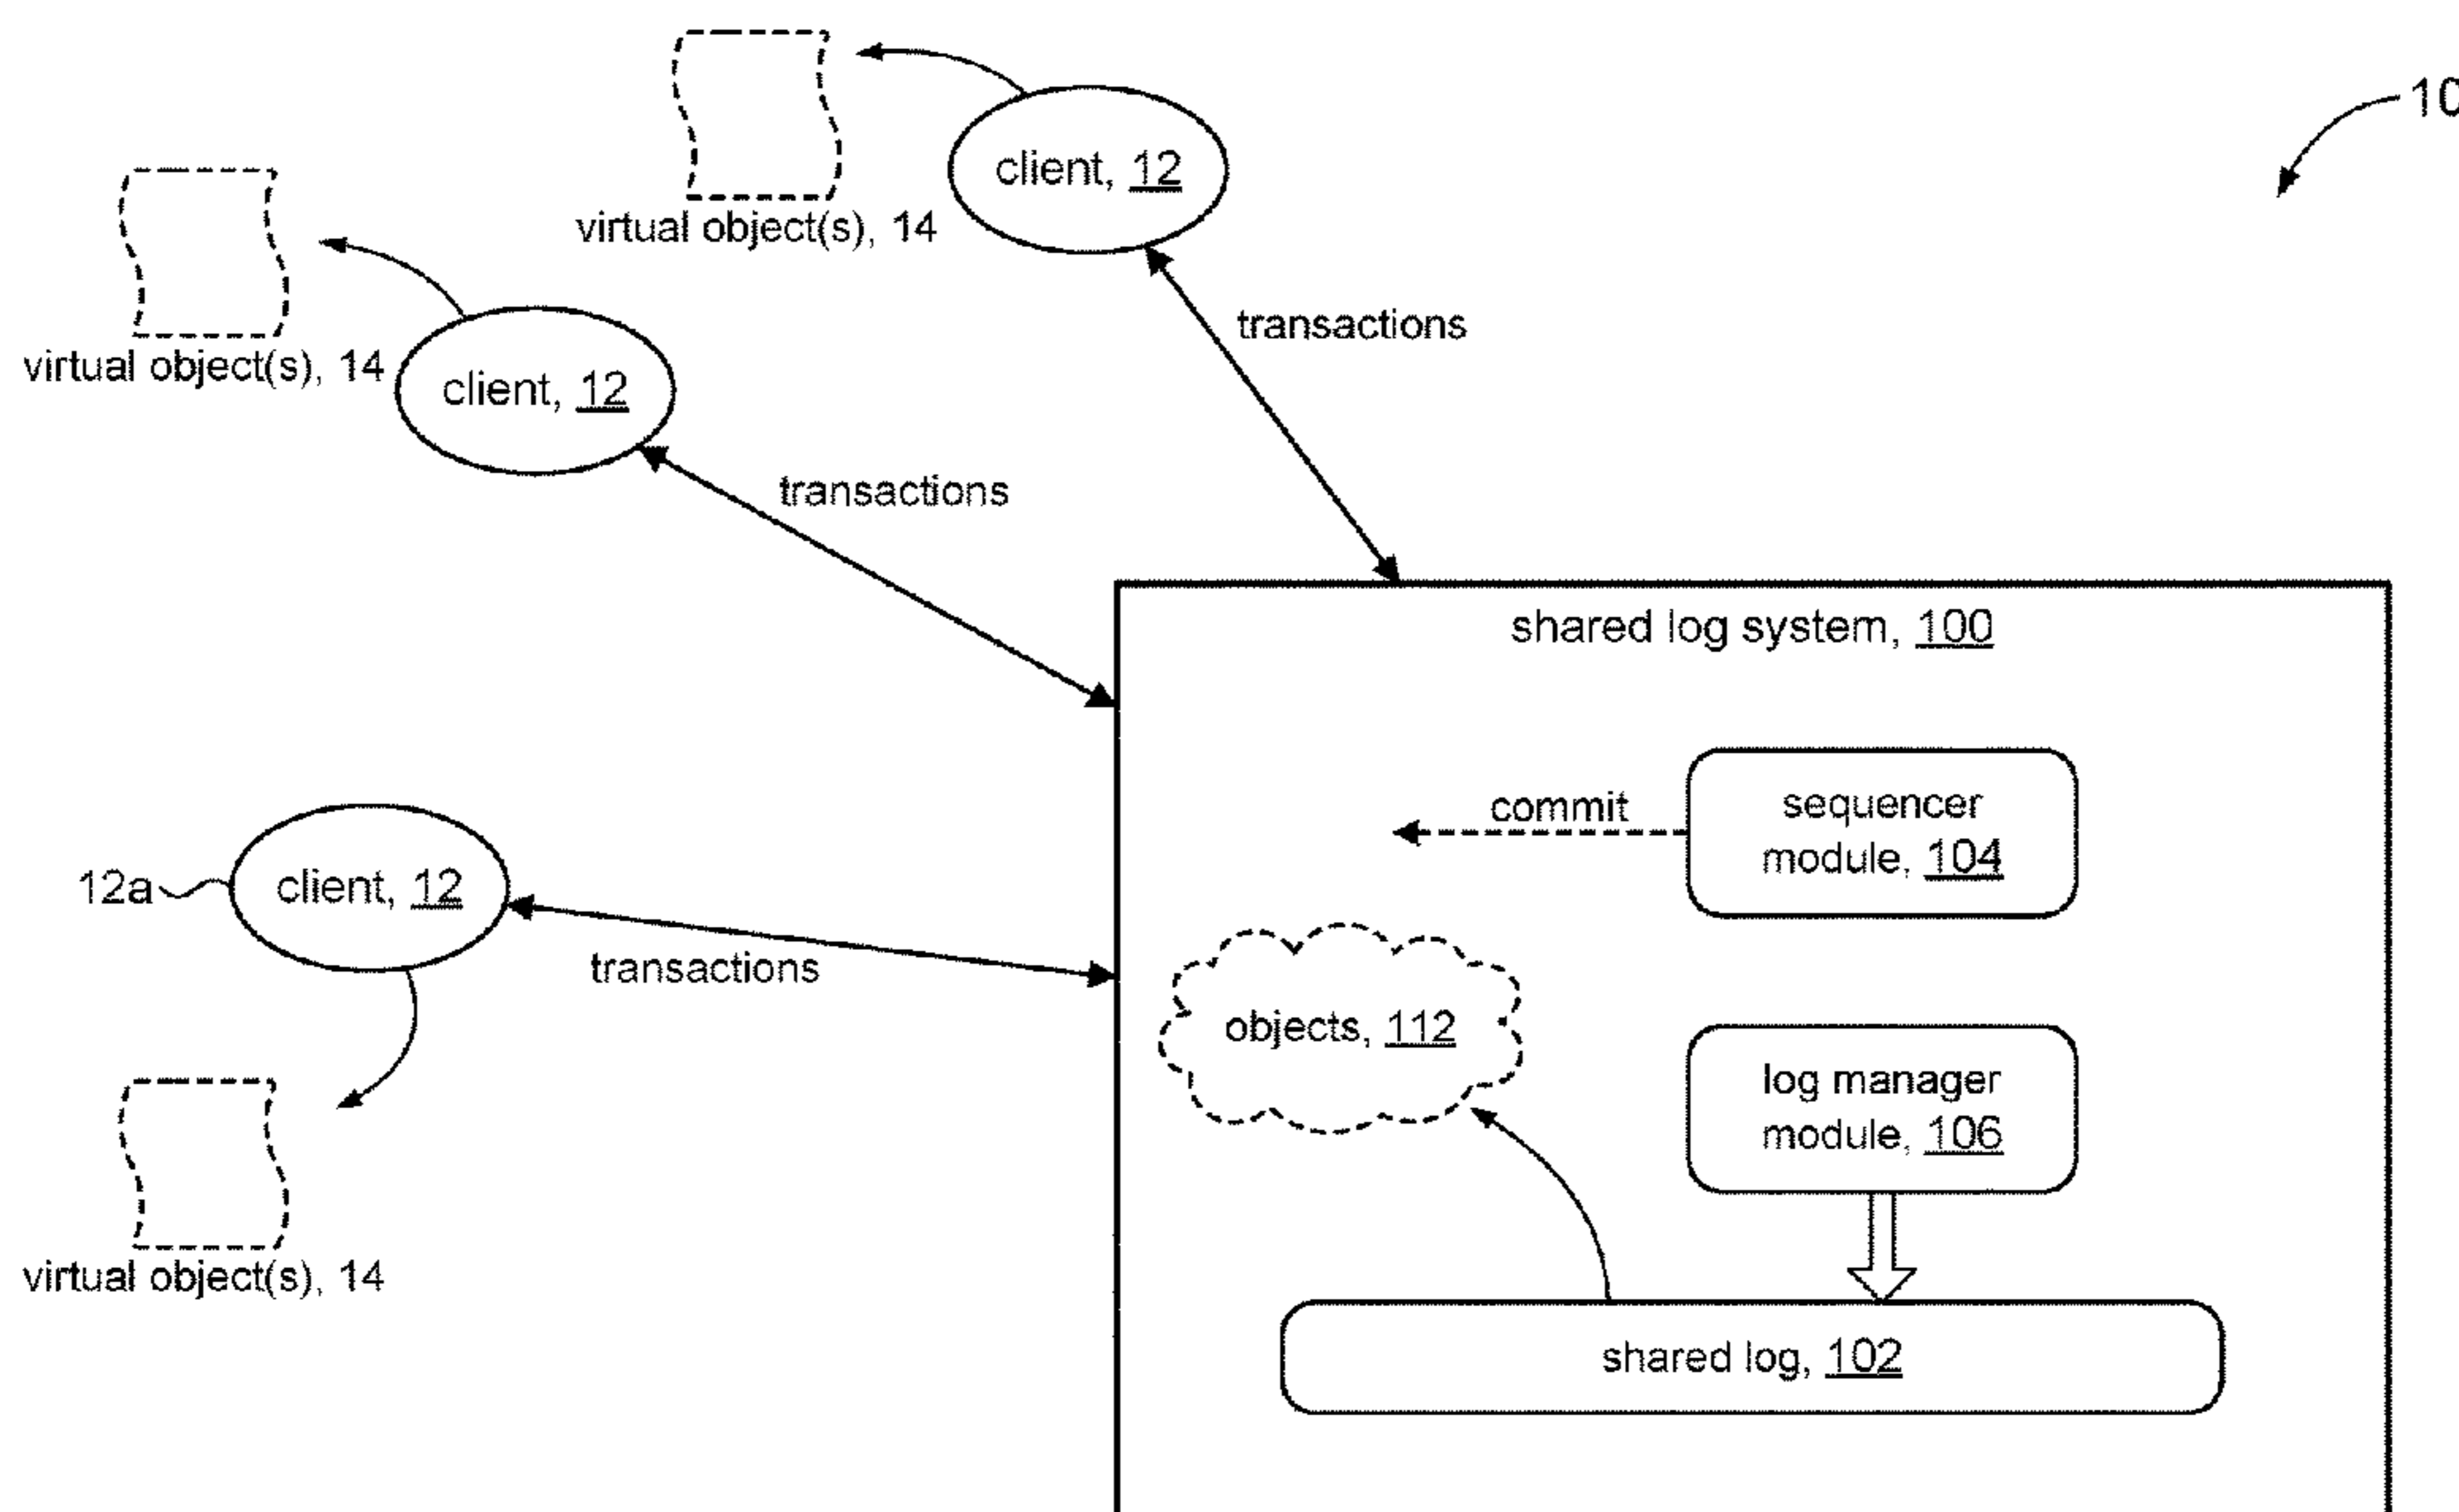 10
client, 12
virtual object(s), 14
transactions
virtual object(s), 14
client, 12
transactions
shared log system, 100
commit
sequencer
module, 104
12a
client, 12
transactions
objects, 112
log manager
module, 106
virtual object(s), 14
shared log, 102